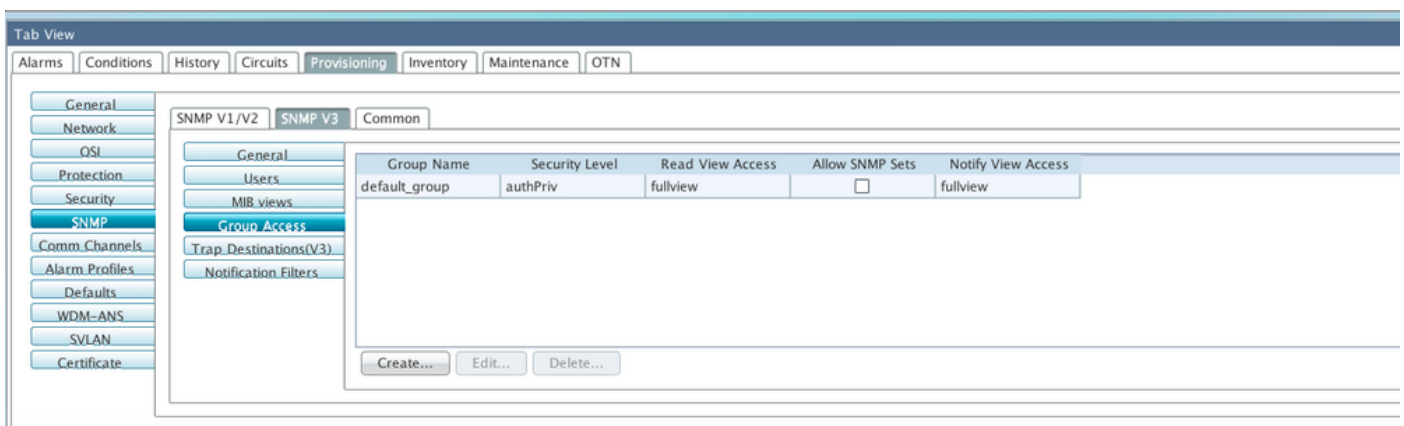 Tab View
Alarms Conditions History Circuits Provisioning Inventory Maintenance OTN
General
Network
OSI
Protection
Security
SNMP
Comm Channels
Alarm Profiles
Defaults
WDM-ANS
SVLAN
Certificate
SNMP V1/V2 SNMP V3 Common
General
Users
MIB views
Group Access
Trap Destinations(V3)
Notification Filters
Group Name Security Level Read View Access Allow SNMP Sets Notify View Access
default_group authPriv fullview fullview
Create... Edit... Delete...